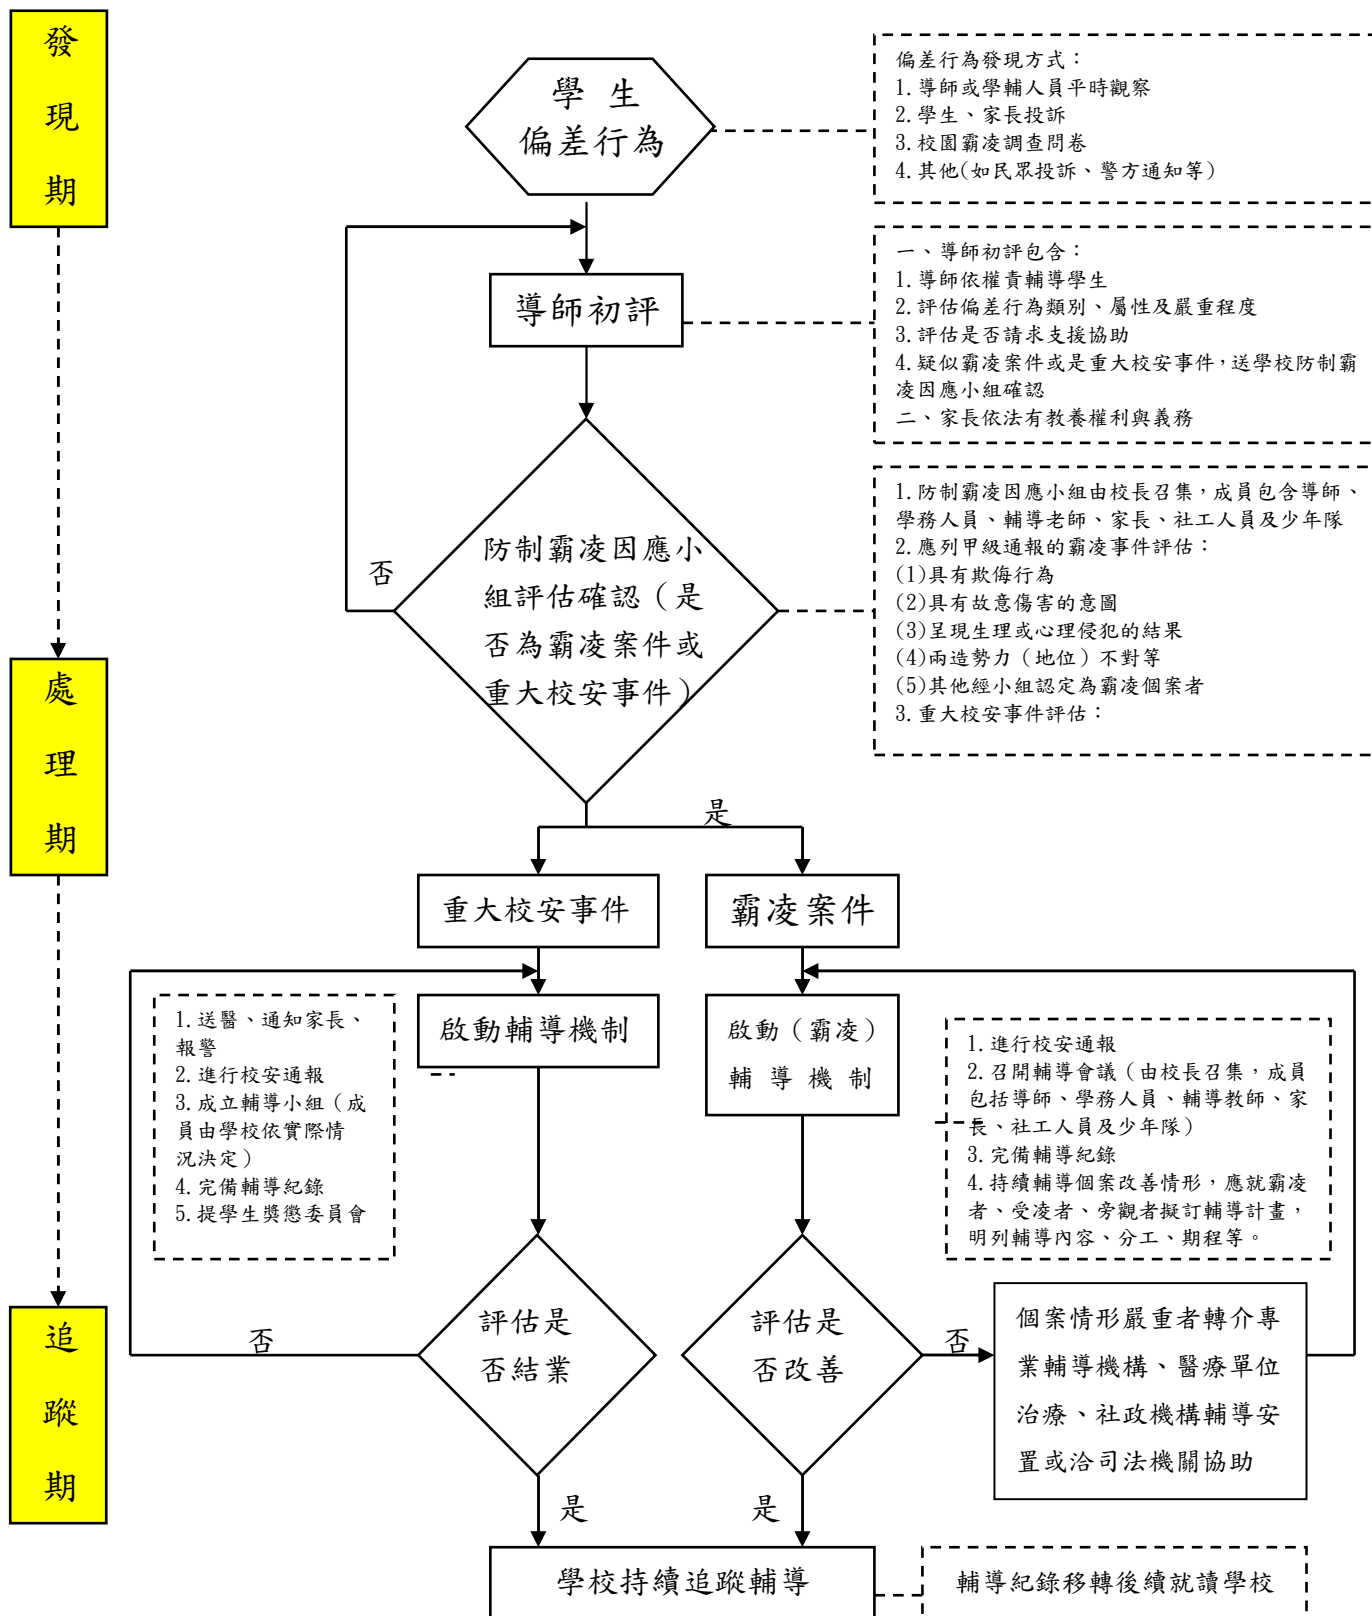 發
現
期
學 生
偏差行為
偏差行為發現方式：
1.導師或學輔人員平時觀察
2.學生、家長投訴
3.校園霸凌調查問卷
4.其他(如民眾投訴、警方通知等)
導師初評
一、導師初評包含：
1.導師依權責輔導學生
2.評估偏差行為類別、屬性及嚴重程度
3.評估是否請求支援協助
4.疑似霸凌案件或是重大校安事件，送學校防制霸
凌因應小組確認
二、家長依法有教養權利與義務
處
理
期
否
防制霸凌因應小
組評估確認（是
否為霸凌案件或
重大校安事件）
1.防制霸凌因應小組由校長召集，成員包含導師、
學務人員、輔導老師、家長、社工人員及少年隊
2.應列甲級通報的霸凌事件評估：
(1)具有欺侮行為
(2)具有故意傷害的意圖
(3)呈現生理或心理侵犯的結果
(4)兩造勢力（地位）不對等
(5)其他經小組認定為霸凌個案者
3.重大校安事件評估：
是
重大校安事件
霸凌案件
1.送醫、通知家長、
報警
2.進行校安通報
3.成立輔導小組（成
員由學校依實際情
況決定）
4.完備輔導紀錄
5.提學生獎懲委員會
啟動輔導機制
啟動（霸凌）
輔 導 機 制
1.進行校安通報
2.召開輔導會議（由校長召集，成員
包括導師、學務人員、輔導教師、家
長、社工人員及少年隊）
3.完備輔導紀錄
4.持續輔導個案改善情形，應就霸凌
者、受凌者、旁觀者擬訂輔導計畫，
明列輔導內容、分工、期程等。
追
蹤
期
否
評估是
否結業
評估是
否改善
否
個案情形嚴重者轉介專
業輔導機構、醫療單位
治療、社政機構輔導安
置或洽司法機關協助
是
是
學校持續追蹤輔導
輔導紀錄移轉後續就讀學校